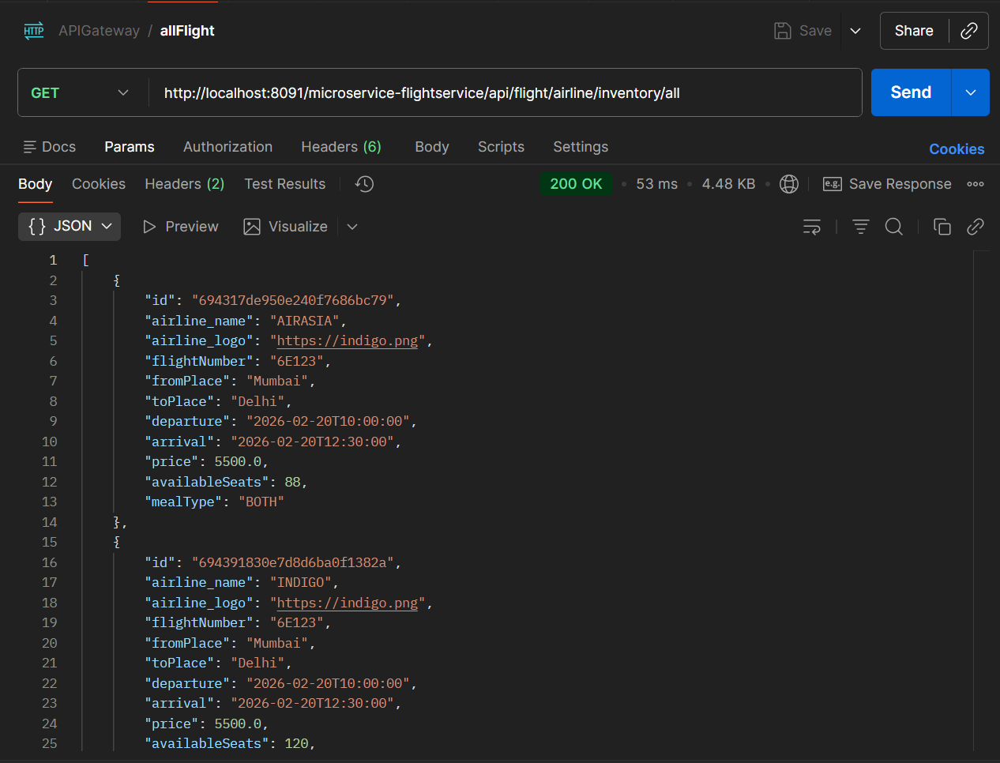 HTTP APIGateway / allFlight Save Share
GET http://localhost:8091/microservice-flightservice/api/flight/airline/inventory/all Send
Docs Params Authorization Headers (6) Body Scripts Settings Cookies
Body Cookies Headers (2) Test Results 200 OK • 53 ms • 4.48 KB • e.g. Save Response
{} JSON Preview Visualize
1 [
2 {
3 "id": "694317de950e240f7686bc79",
4 "airline_name": "AIRASIA",
5 "airline_logo": "https://indigo.png",
6 "flightNumber": "6E123",
7 "fromPlace": "Mumbai",
8 "toPlace": "Delhi",
9 "departure": "2026-02-20T10:00:00",
10 "arrival": "2026-02-20T12:30:00",
11 "price": 5500.0,
12 "availableSeats": 88,
13 "mealType": "BOTH"
14 },
15 {
16 "id": "694391830e7d8d6ba0f1382a",
17 "airline_name": "INDIGO",
18 "airline_logo": "https://indigo.png",
19 "flightNumber": "6E123",
20 "fromPlace": "Mumbai",
21 "toPlace": "Delhi",
22 "departure": "2026-02-20T10:00:00",
23 "arrival": "2026-02-20T12:30:00",
24 "price": 5500.0,
25 "availableSeats": 120,